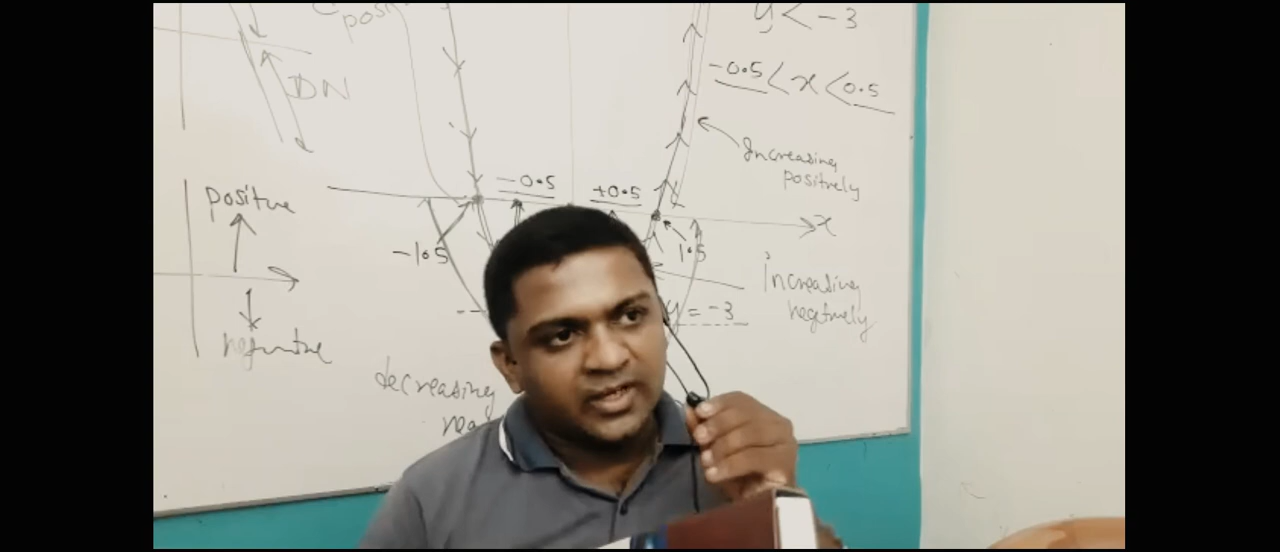 y < -3
-0.5 < x < 0.5
DN
Increasing
positively
-0.5
+0.5
positive
x
-1.5
1.5
increasing
negtively
y = -3
negative
decreasing